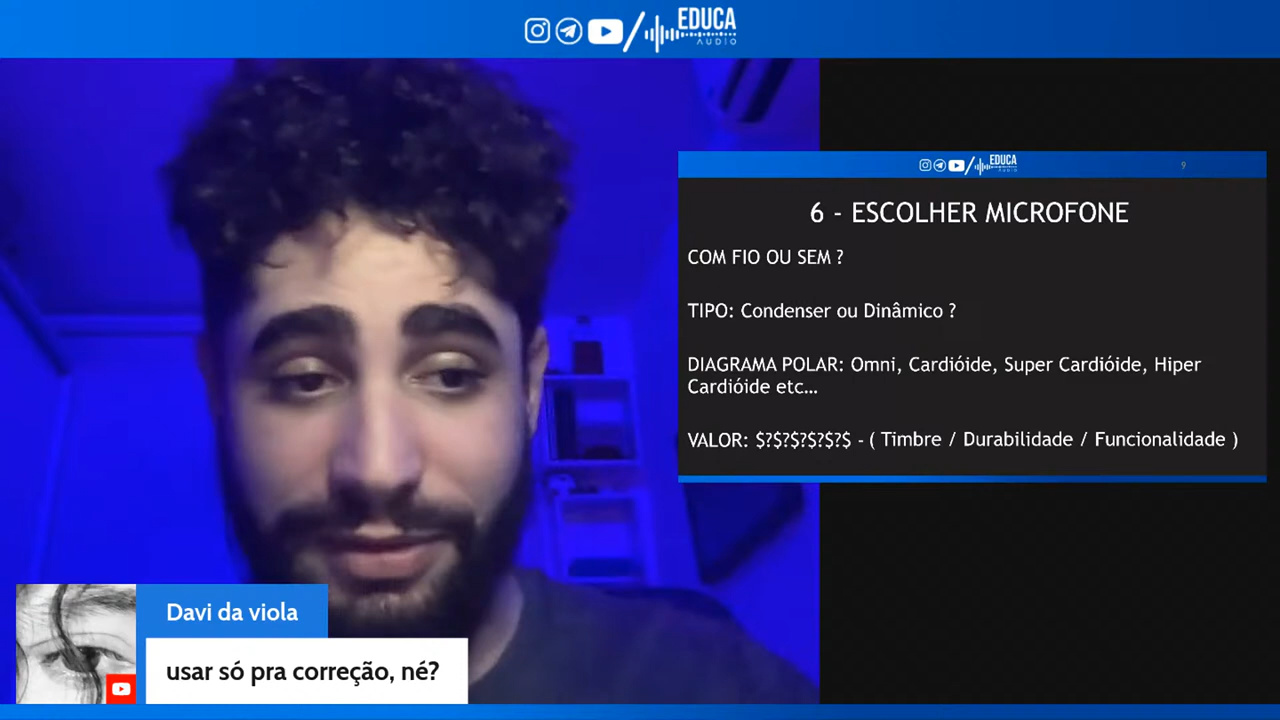 EDUCA
AUDIO
EDUCA
AUDIO
9
6 - ESCOLHER MICROFONE
COM FIO OU SEM ?
TIPO: Condenser ou Dinâmico ?
DIAGRAMA POLAR: Omni, Cardióide, Super Cardióide, Hiper
Cardióide etc...
VALOR: $?$?$?$?$?$ - ( Timbre / Durabilidade / Funcionalidade )
Davi da viola
usar só pra correção, né?